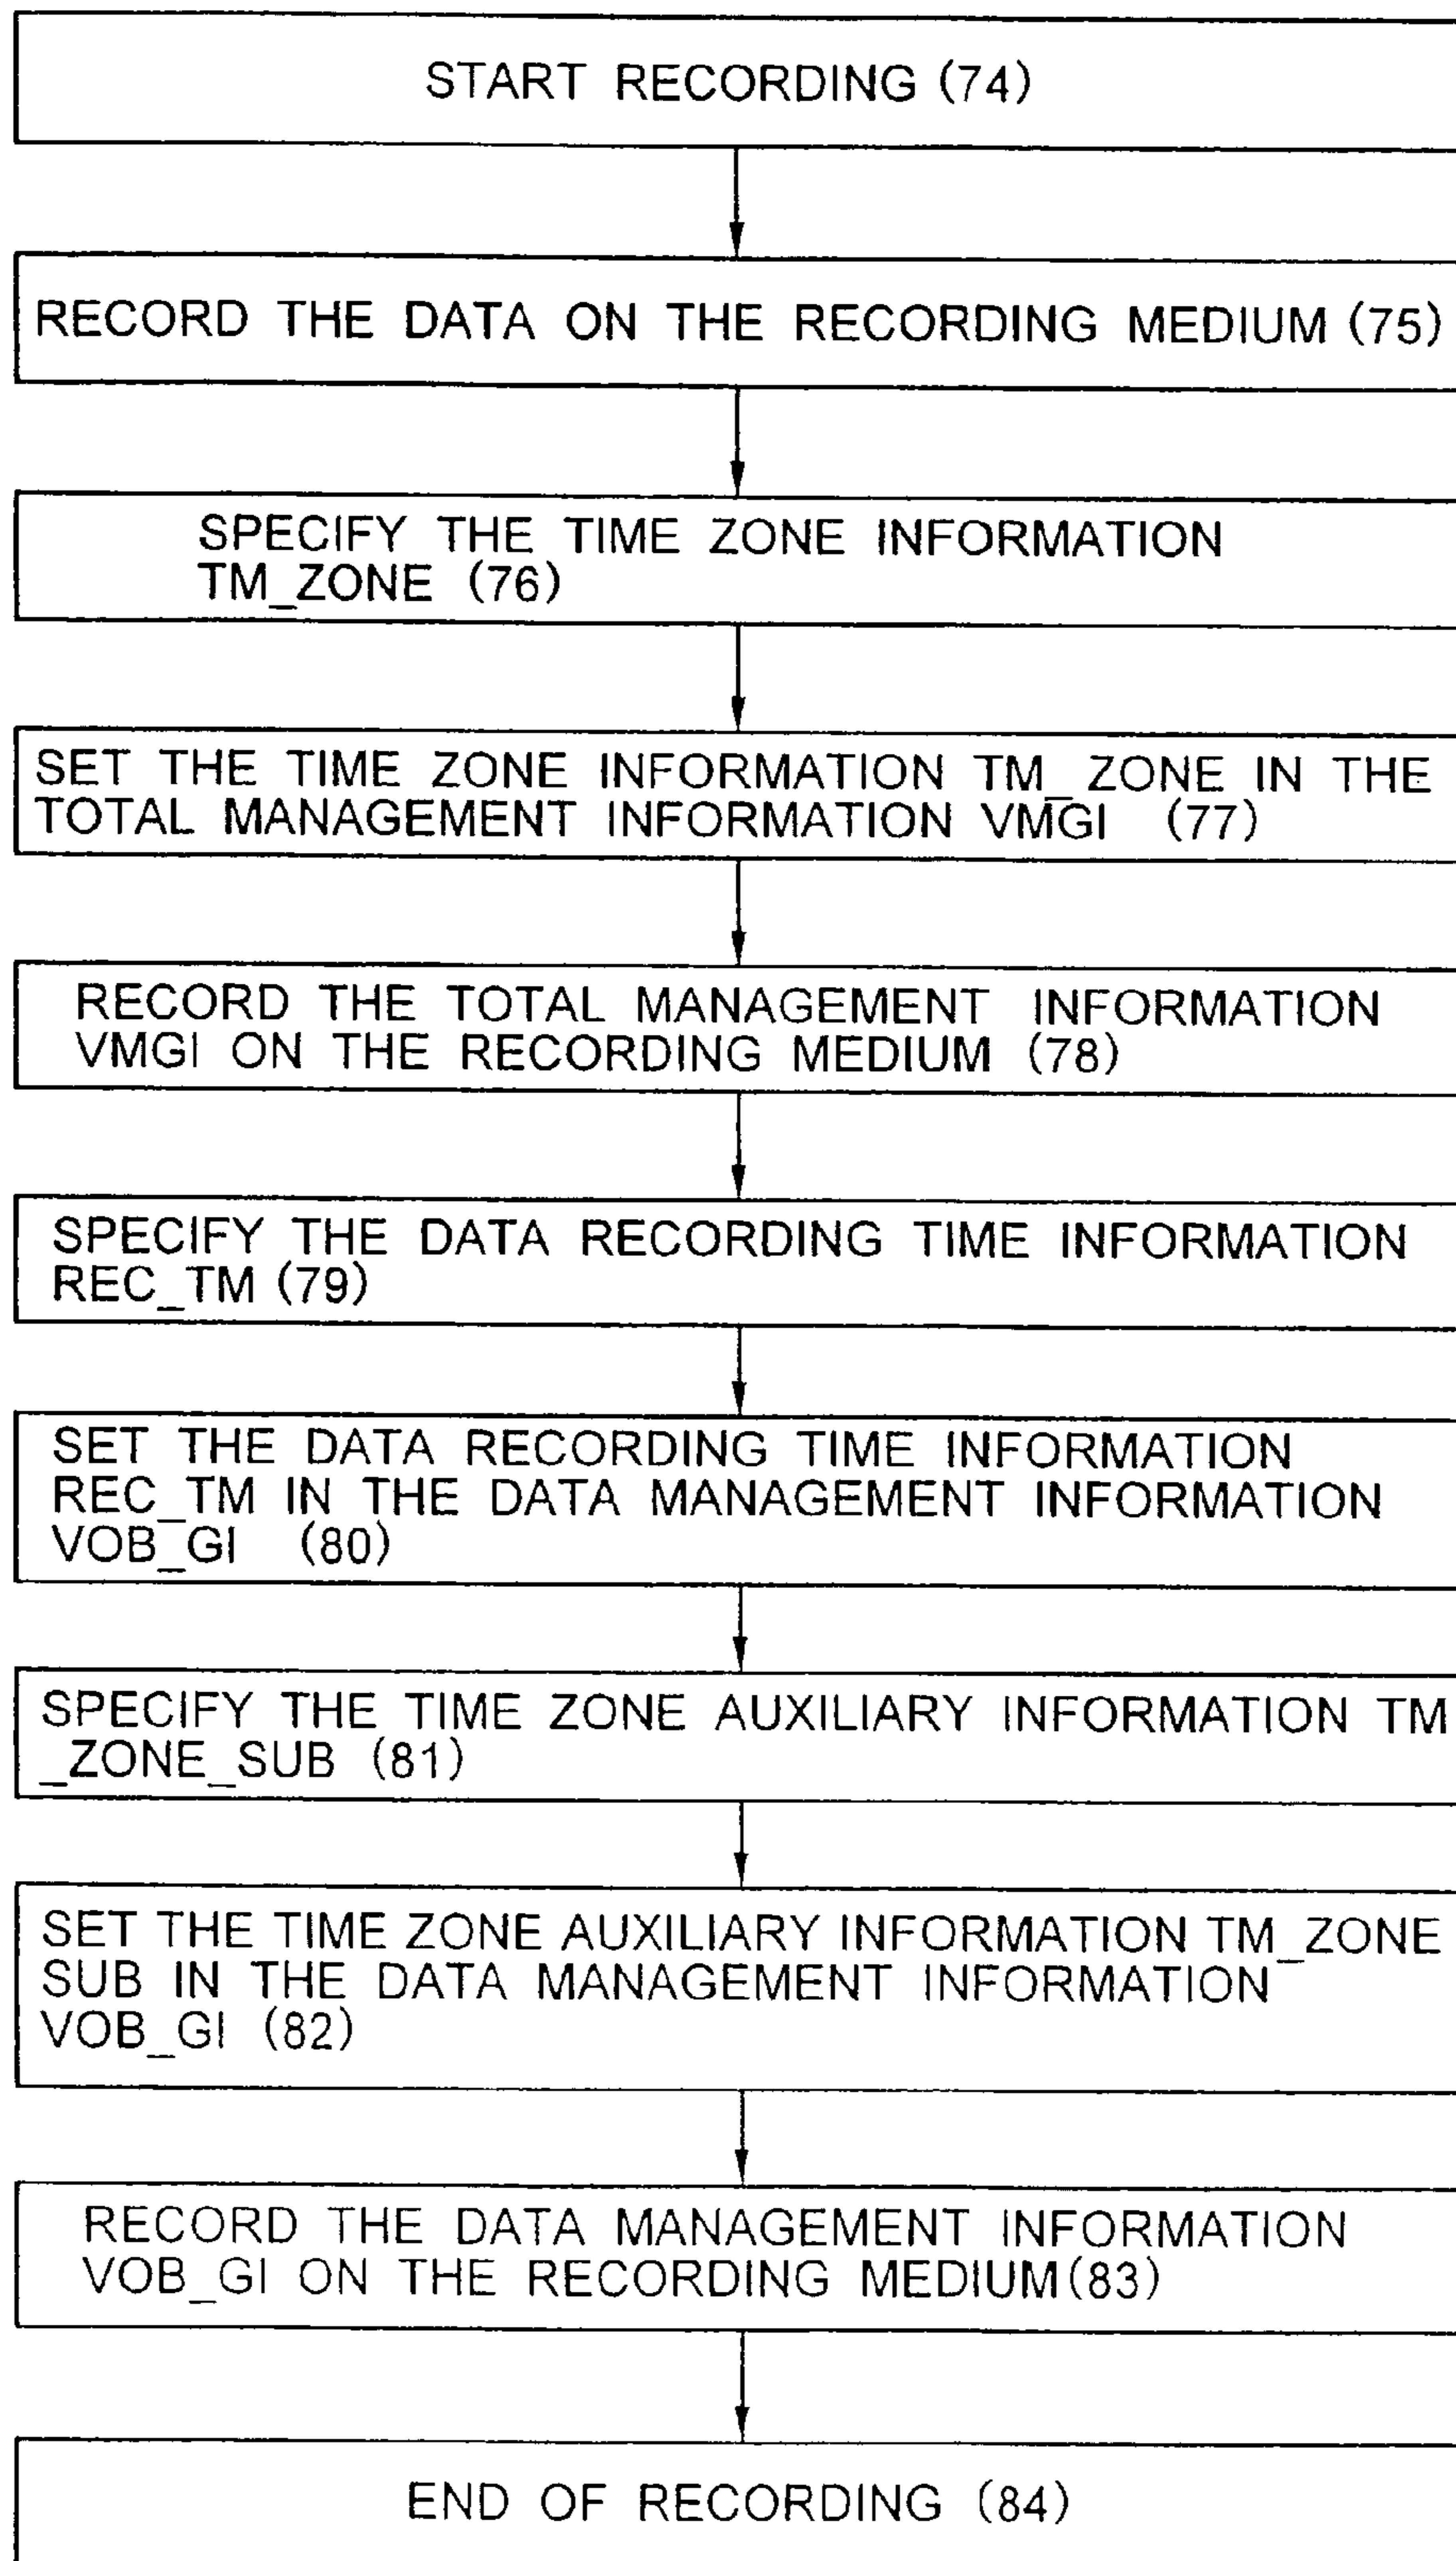 START RECORDING (74)
RECORD THE DATA ON THE RECORDING MEDIUM (75)
SPECIFY THE TIME ZONE INFORMATION
TM_ZONE (76)
SET THE TIME ZONE INFORMATION TM_ZONE IN THE
TOTAL MANAGEMENT INFORMATION VMGI (77)
RECORD THE TOTAL MANAGEMENT INFORMATION
VMGI ON THE RECORDING MEDIUM (78)
SPECIFY THE DATA RECORDING TIME INFORMATION
REC_TM (79)
SET THE DATA RECORDING TIME INFORMATION
REC_TM IN THE DATA MANAGEMENT INFORMATION
VOB_GI (80)
SPECIFY THE TIME ZONE AUXILIARY INFORMATION TM
_ZONE_SUB (81)
SET THE TIME ZONE AUXILIARY INFORMATION TM_ZONE
SUB IN THE DATA MANAGEMENT INFORMATION
VOB_GI (82)
RECORD THE DATA MANAGEMENT INFORMATION
VOB_GI ON THE RECORDING MEDIUM(83)
END OF RECORDING (84)